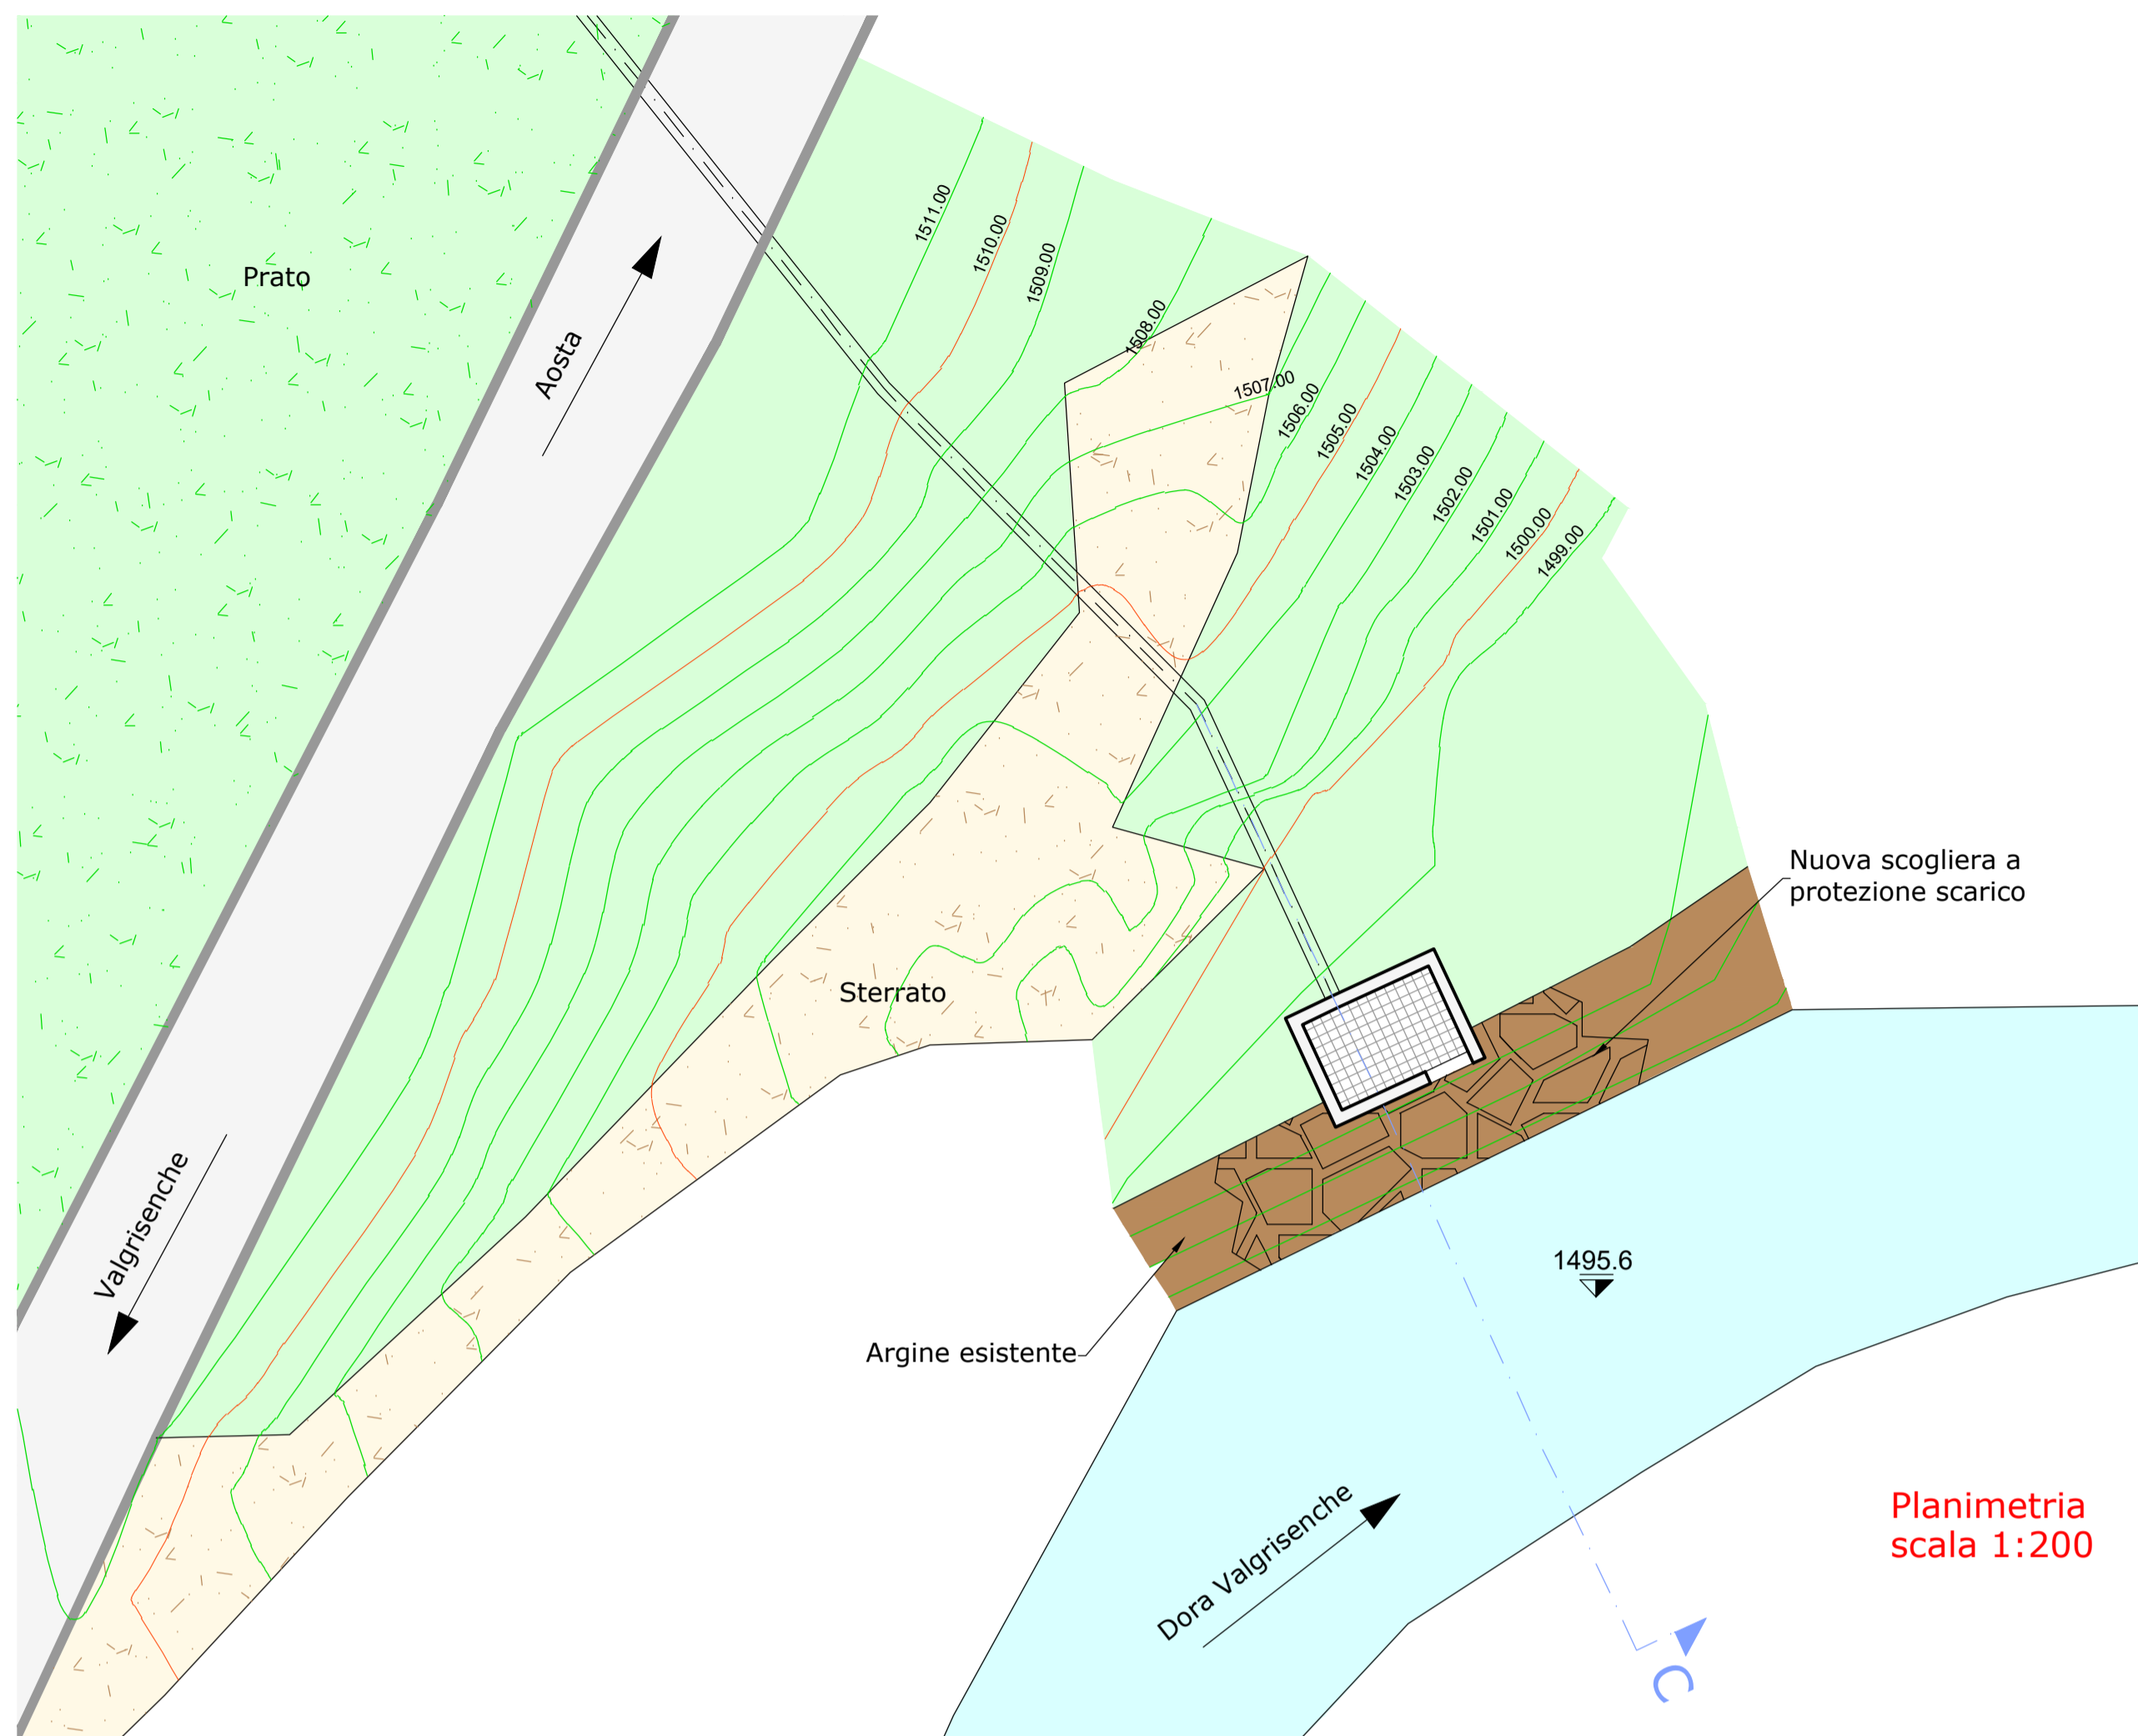 Prato
Aosta
1511.00
1510.00
1509.00
1508.00
1507.00
1506.00
1505.00
1504.00
1503.00
1502.00
1501.00
1500.00
1499.00
Nuova scogliera a
protezione scarico
Sterrato
Valgrisenche
1495.6
Argine esistente
Dora Valgrisenche
Planimetria
scala 1:200
C